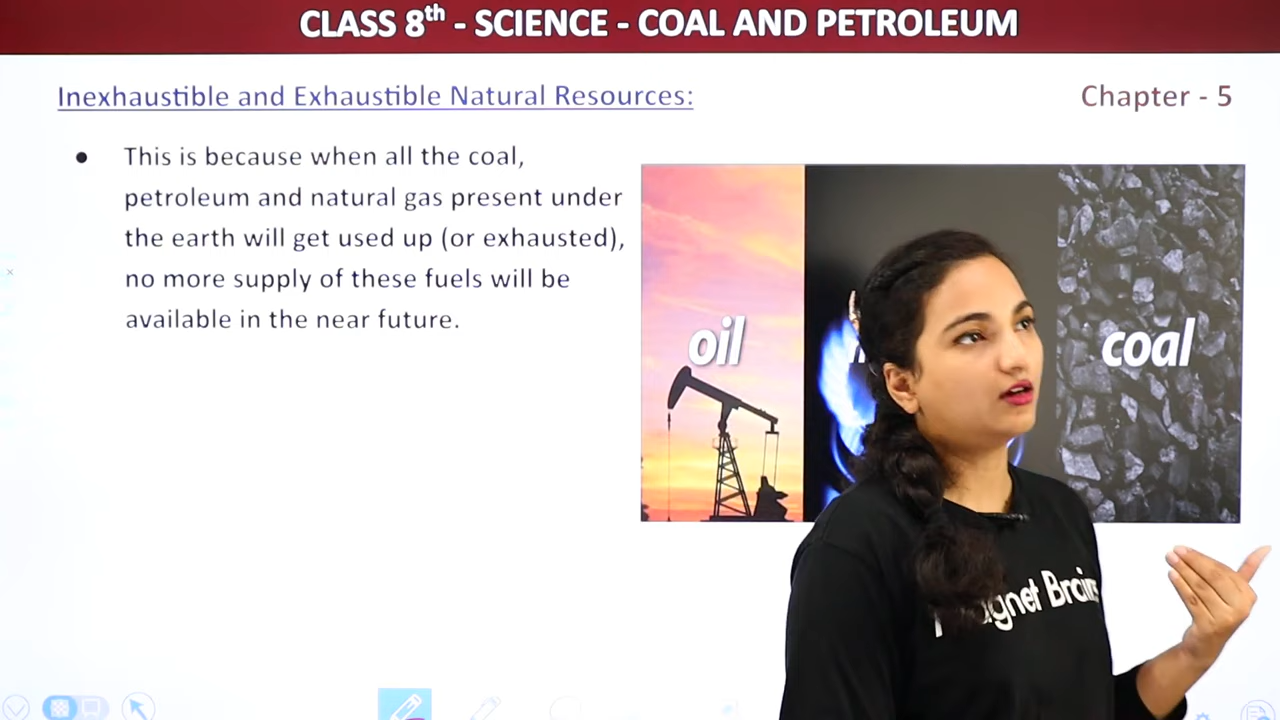 CLASS 8th - SCIENCE - COAL AND PETROLEUM
Inexhaustible and Exhaustible Natural Resources:
Chapter - 5
● This is because when all the coal,
petroleum and natural gas present under
the earth will get used up (or exhausted),
no more supply of these fuels will be
available in the near future.
oil
coal
Magnet Brains